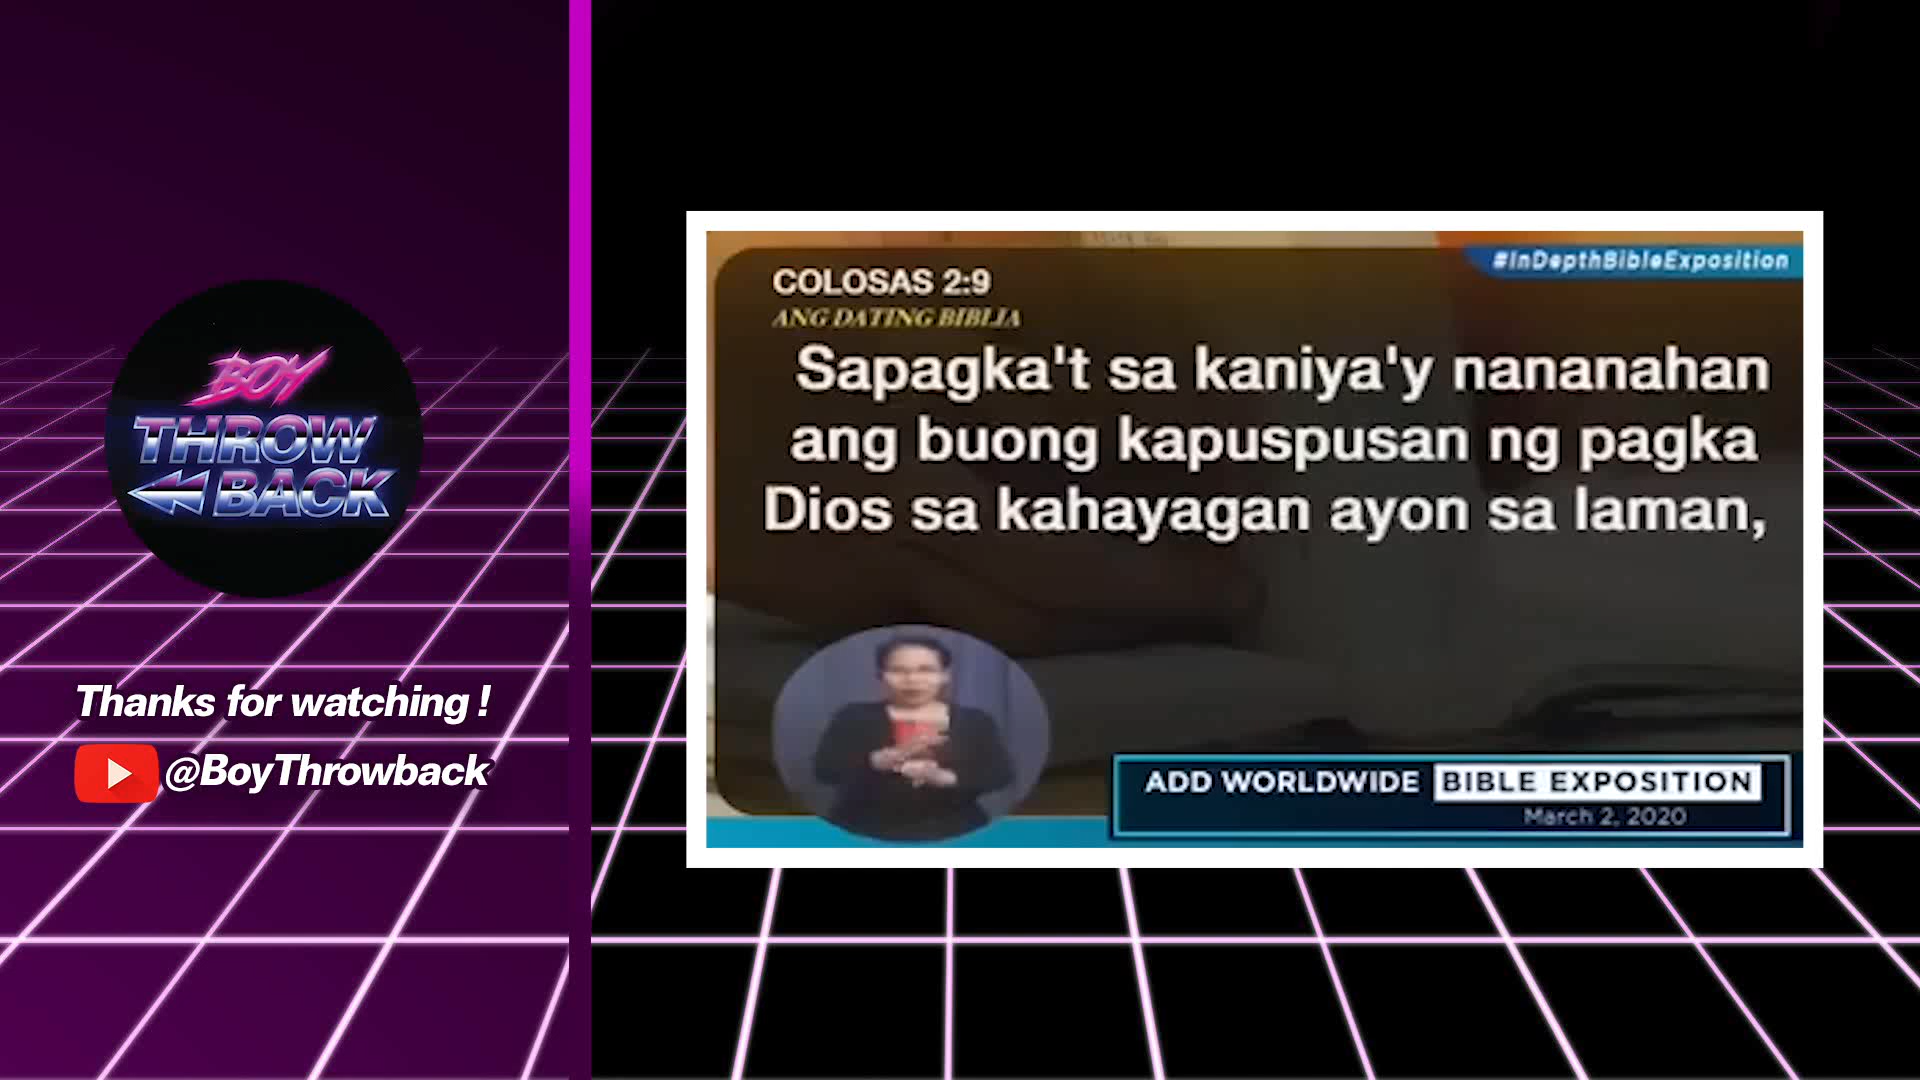 BOY
THROW
BACK
Thanks for watching !
@BoyThrowback
#InDepthBibleExposition
COLOSAS 2:9
ANG DATING BIBLIA
Sapagka't sa kaniya'y nananahan
ang buong kapuspusan ng pagka
Dios sa kahayagan ayon sa laman,
ADD WORLDWIDE BIBLE EXPOSITION
March 2, 2020